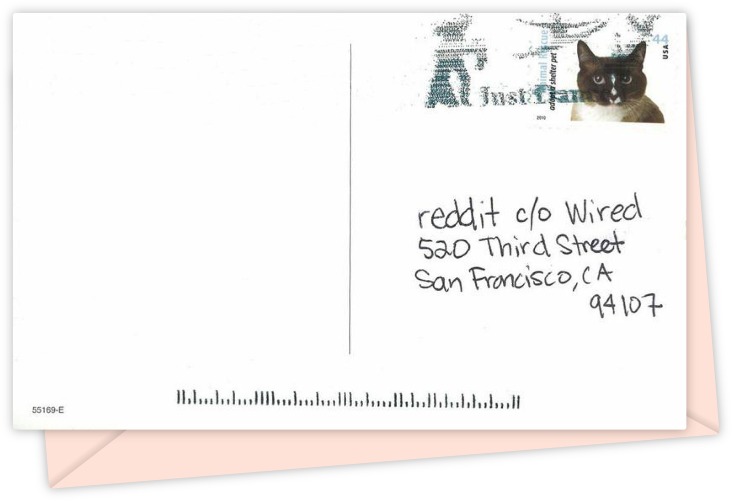 44
USA
Animal Rescue
adopt a shelter pet
2010
Just
reddit c/o Wired
520 Third Street
San Francisco, CA
94107
55169-E